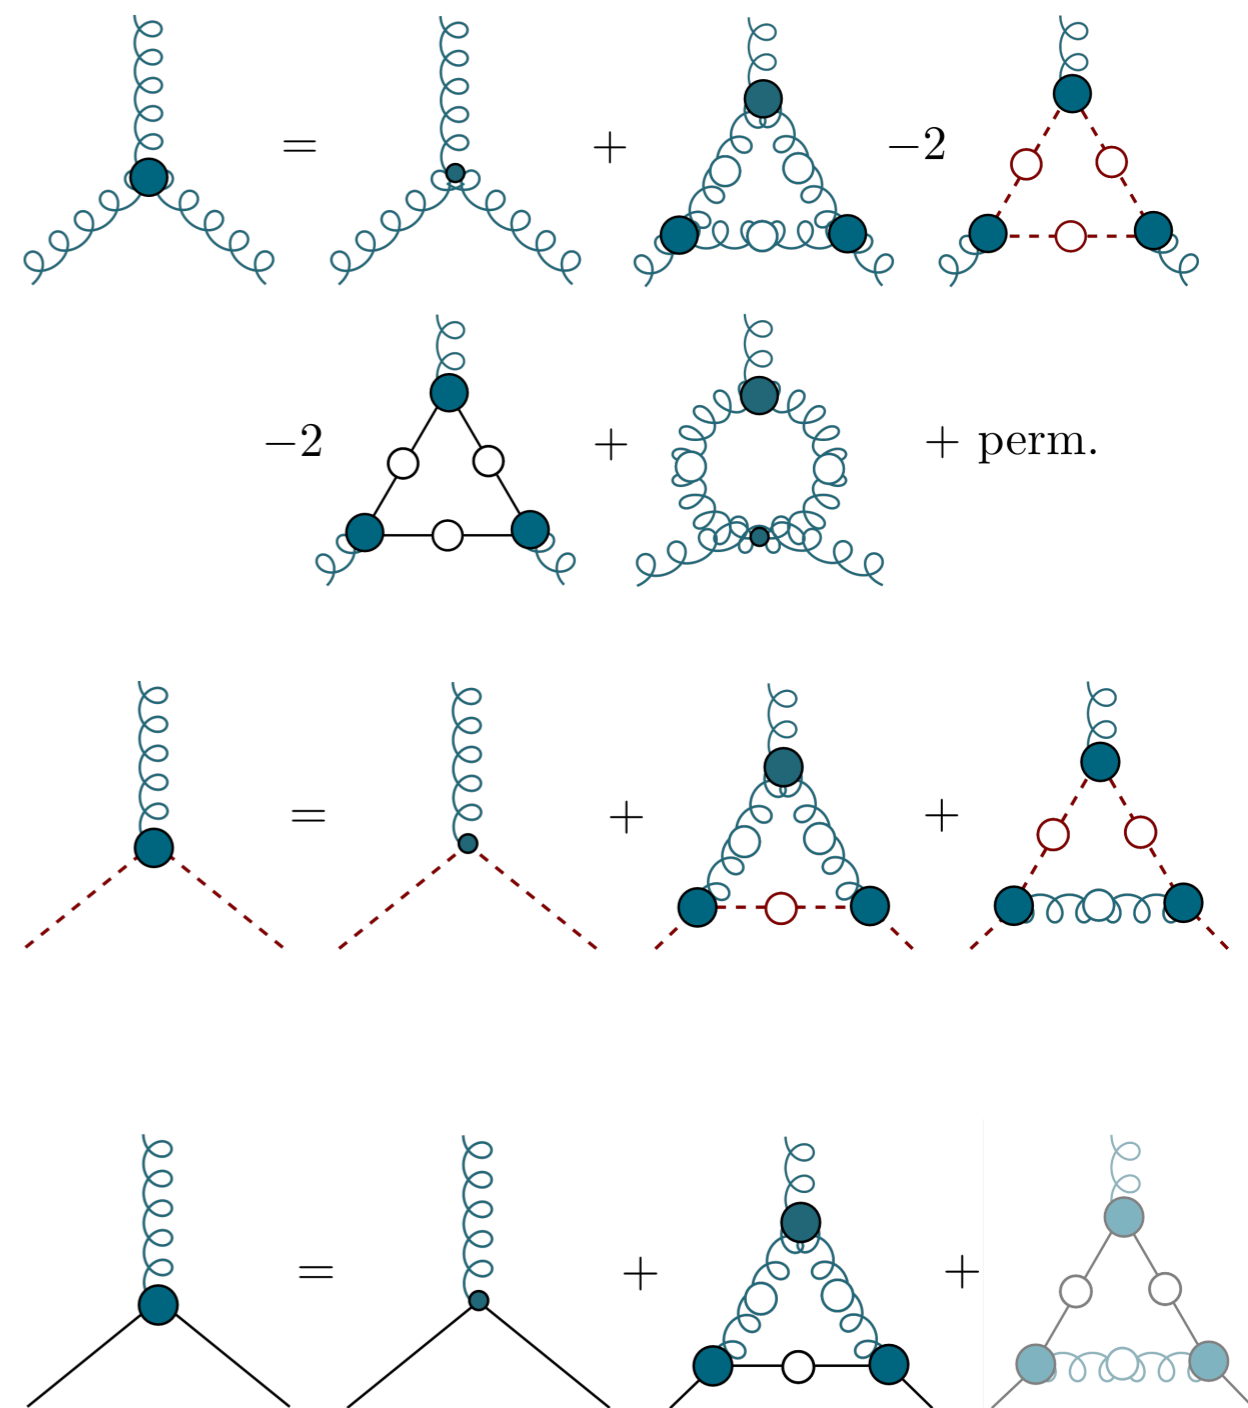 = + −2
−2 + + perm.
= + +
= + +